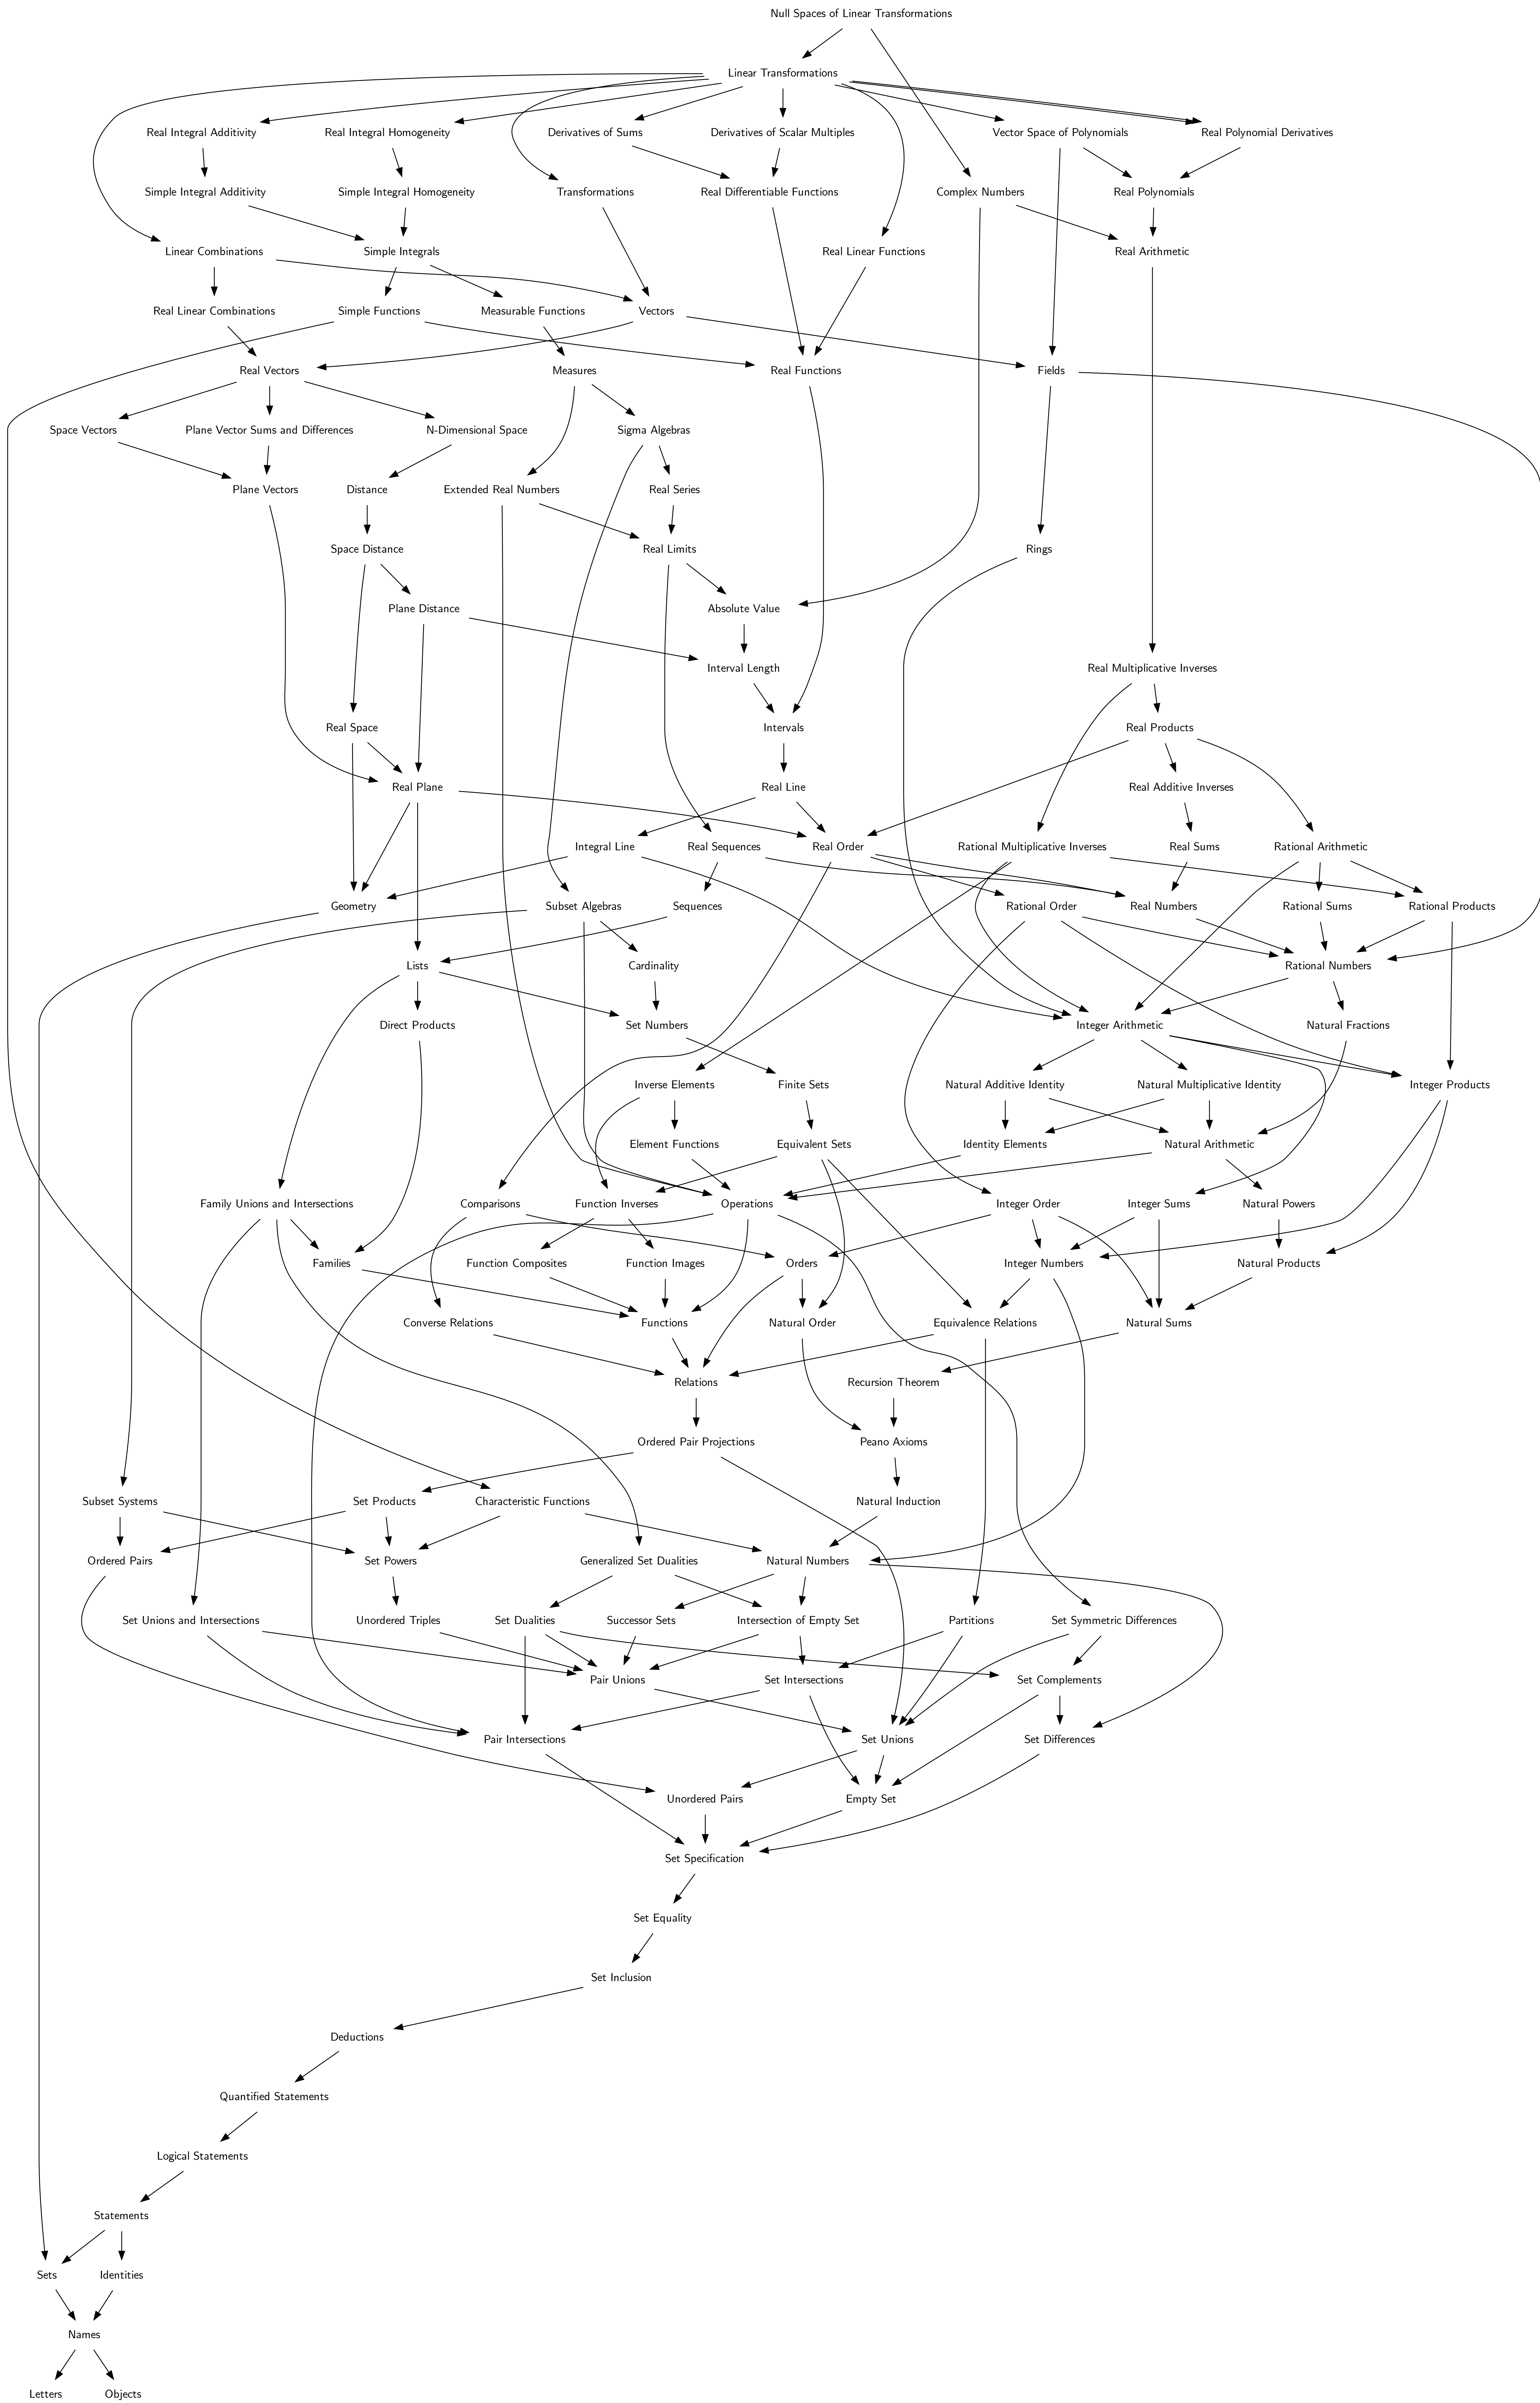 Null Spaces of Linear Transformations
Linear Transformations
Real Integral Additivity
Real Integral Homogeneity
Derivatives of Sums
Derivatives of Scalar Multiples
Vector Space of Polynomials
Real Polynomial Derivatives
Simple Integral Additivity
Simple Integral Homogeneity
Transformations
Real Differentiable Functions
Complex Numbers
Real Polynomials
Linear Combinations
Simple Integrals
Real Linear Functions
Real Arithmetic
Real Linear Combinations
Simple Functions
Measurable Functions
Vectors
Real Vectors
Measures
Real Functions
Fields
Space Vectors
Plane Vector Sums and Differences
N-Dimensional Space
Sigma Algebras
Plane Vectors
Distance
Extended Real Numbers
Real Series
Space Distance
Real Limits
Rings
Plane Distance
Absolute Value
Interval Length
Real Multiplicative Inverses
Real Space
Intervals
Real Products
Real Plane
Real Line
Real Additive Inverses
Integral Line
Real Sequences
Real Order
Rational Multiplicative Inverses
Real Sums
Rational Arithmetic
Geometry
Subset Algebras
Sequences
Rational Order
Real Numbers
Rational Sums
Rational Products
Lists
Cardinality
Rational Numbers
Direct Products
Set Numbers
Integer Arithmetic
Natural Fractions
Inverse Elements
Finite Sets
Natural Additive Identity
Natural Multiplicative Identity
Integer Products
Element Functions
Equivalent Sets
Identity Elements
Natural Arithmetic
Family Unions and Intersections
Comparisons
Function Inverses
Operations
Integer Order
Integer Sums
Natural Powers
Families
Function Composites
Function Images
Orders
Integer Numbers
Natural Products
Converse Relations
Functions
Natural Order
Equivalence Relations
Natural Sums
Relations
Recursion Theorem
Ordered Pair Projections
Peano Axioms
Subset Systems
Set Products
Characteristic Functions
Natural Induction
Ordered Pairs
Set Powers
Generalized Set Dualities
Natural Numbers
Set Unions and Intersections
Unordered Triples
Set Dualities
Successor Sets
Intersection of Empty Set
Partitions
Set Symmetric Differences
Pair Unions
Set Intersections
Set Complements
Pair Intersections
Set Unions
Set Differences
Unordered Pairs
Empty Set
Set Specification
Set Equality
Set Inclusion
Deductions
Quantified Statements
Logical Statements
Statements
Sets
Identities
Names
Letters
Objects